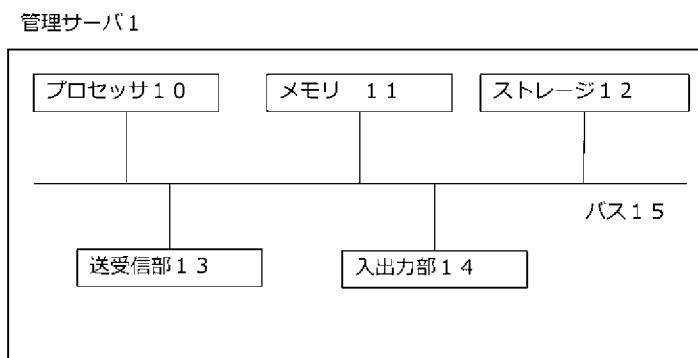 管理サーバ１
プロセッサ１０
メモリ　１１
ストレージ１２
バス１５
送受信部１３
入出力部１４